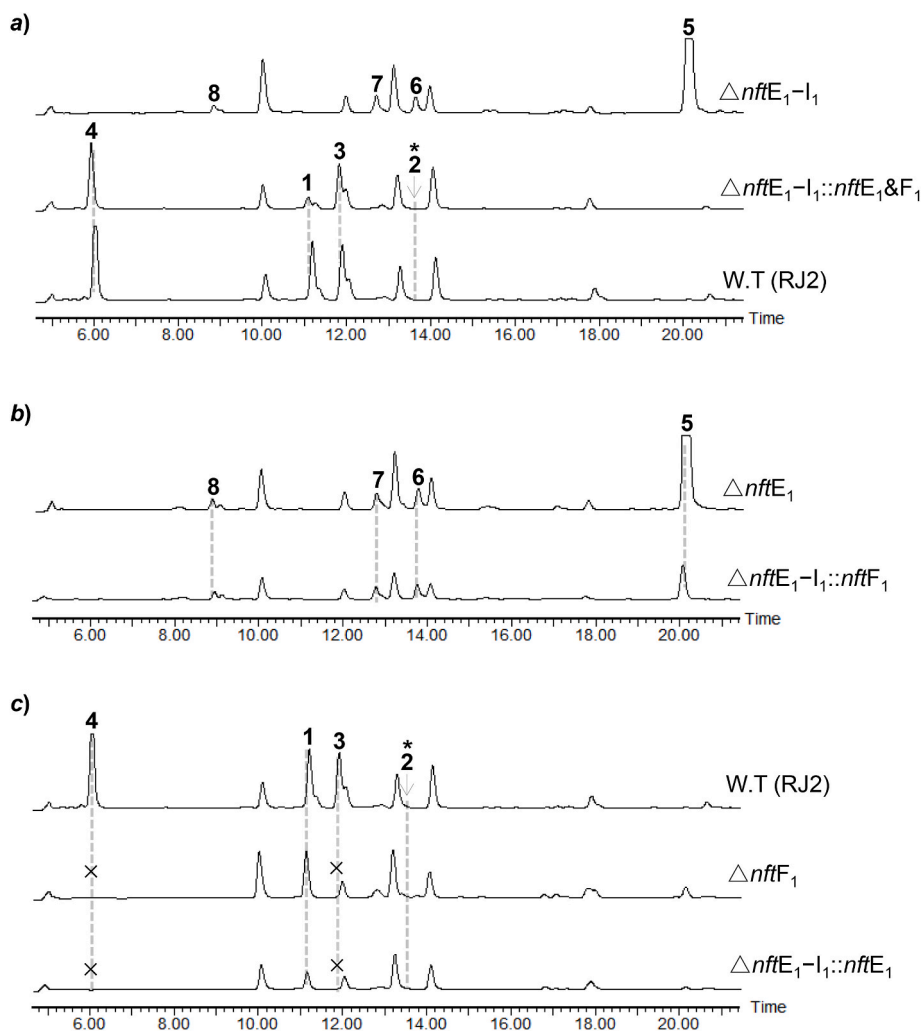 a)
5
8 7 6 △nftE₁−I₁
4 1 3 * 2 △nftE₁−I₁::nftE₁&F₁
W.T (RJ2)
Time
6.00 8.00 10.00 12.00 14.00 16.00 18.00 20.00
b)
5
8 7 6 △nftE₁
△nftE₁−I₁::nftF₁
Time
6.00 8.00 10.00 12.00 14.00 16.00 18.00 20.00
c)
4 1 3 * 2 W.T (RJ2)
× × △nftF₁
× × △nftE₁−I₁::nftE₁
Time
6.00 8.00 10.00 12.00 14.00 16.00 18.00 20.00